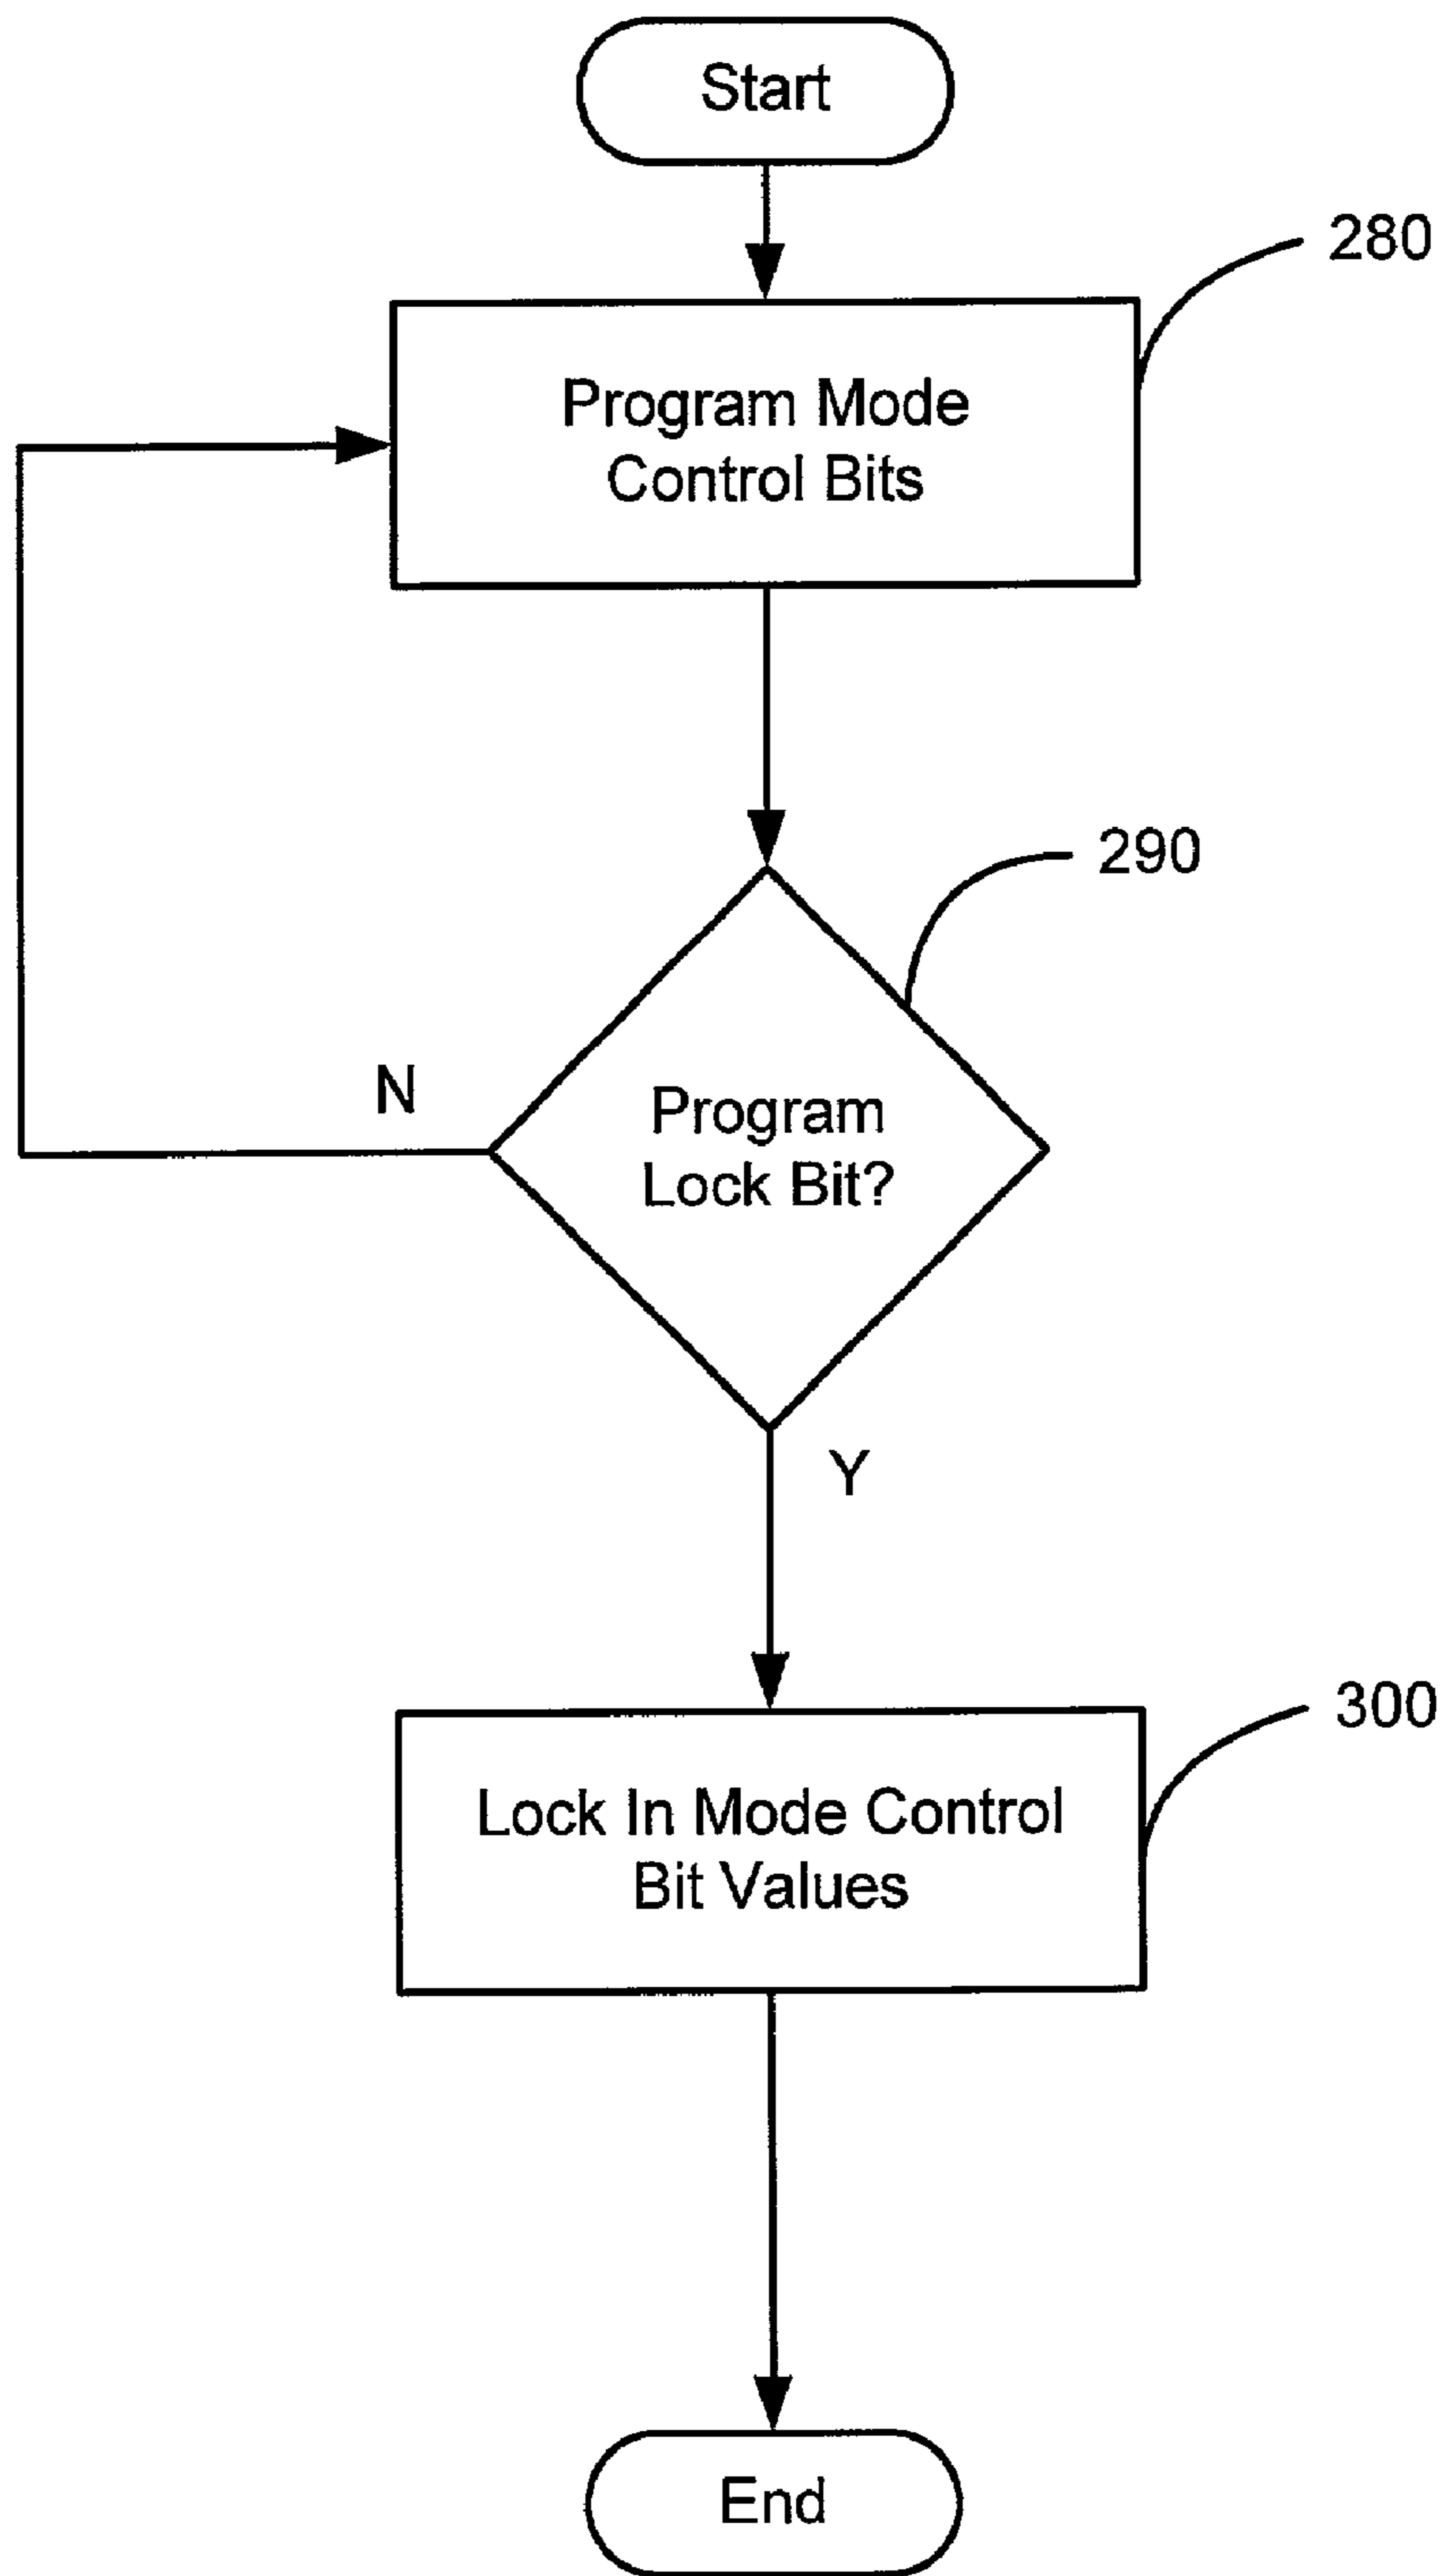 Start
280
Program Mode
Control Bits
290
N
Program
Lock Bit?
Y
300
Lock In Mode Control
Bit Values
End